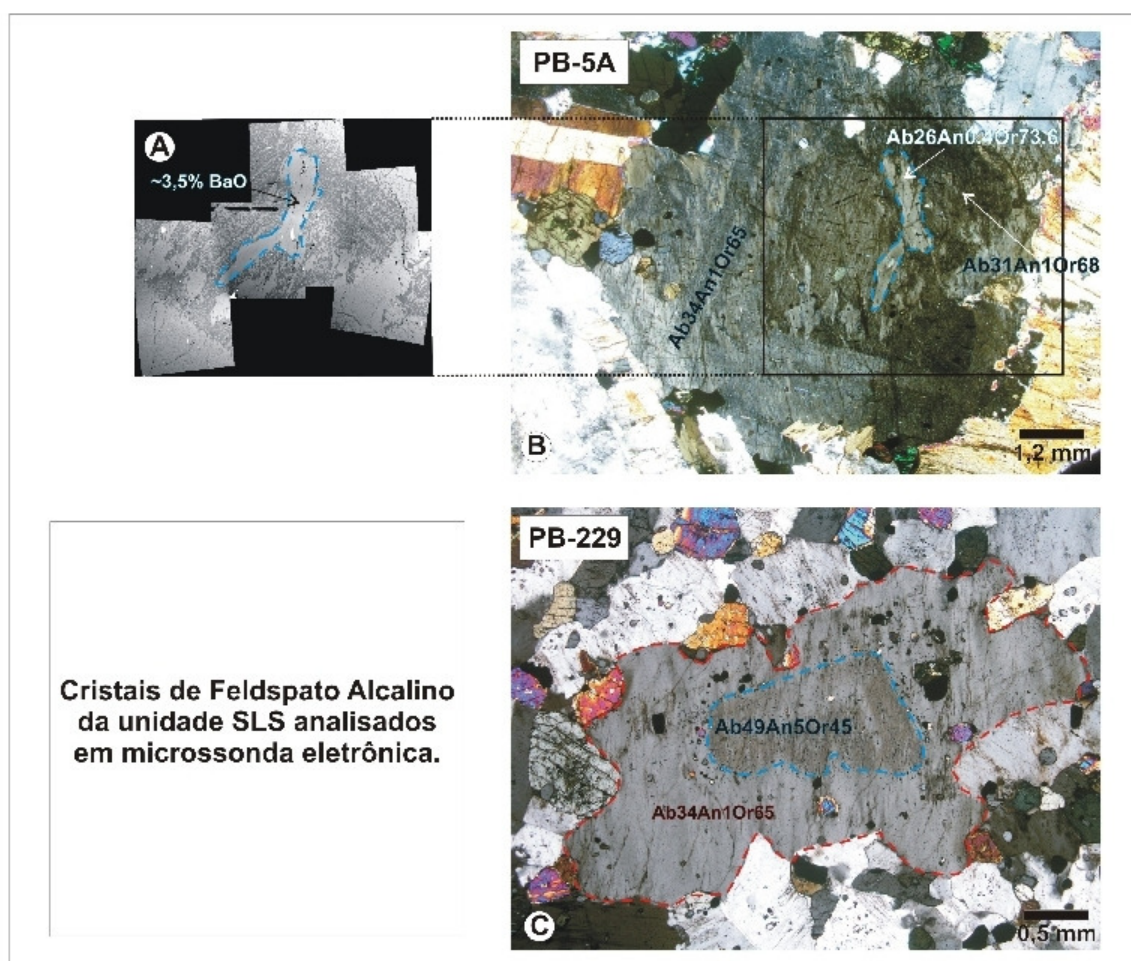 PB-5A
A
~3,5% BaO
Ab26An0.4Or73.6
Ab31An1Or68
Ab34An1Or65
B
1,2 mm
PB-229
Cristais de Feldspato Alcalino
da unidade SLS analisados
em microssonda eletrônica.
Ab49An5Or45
Ab34An1Or65
C
0,5 mm